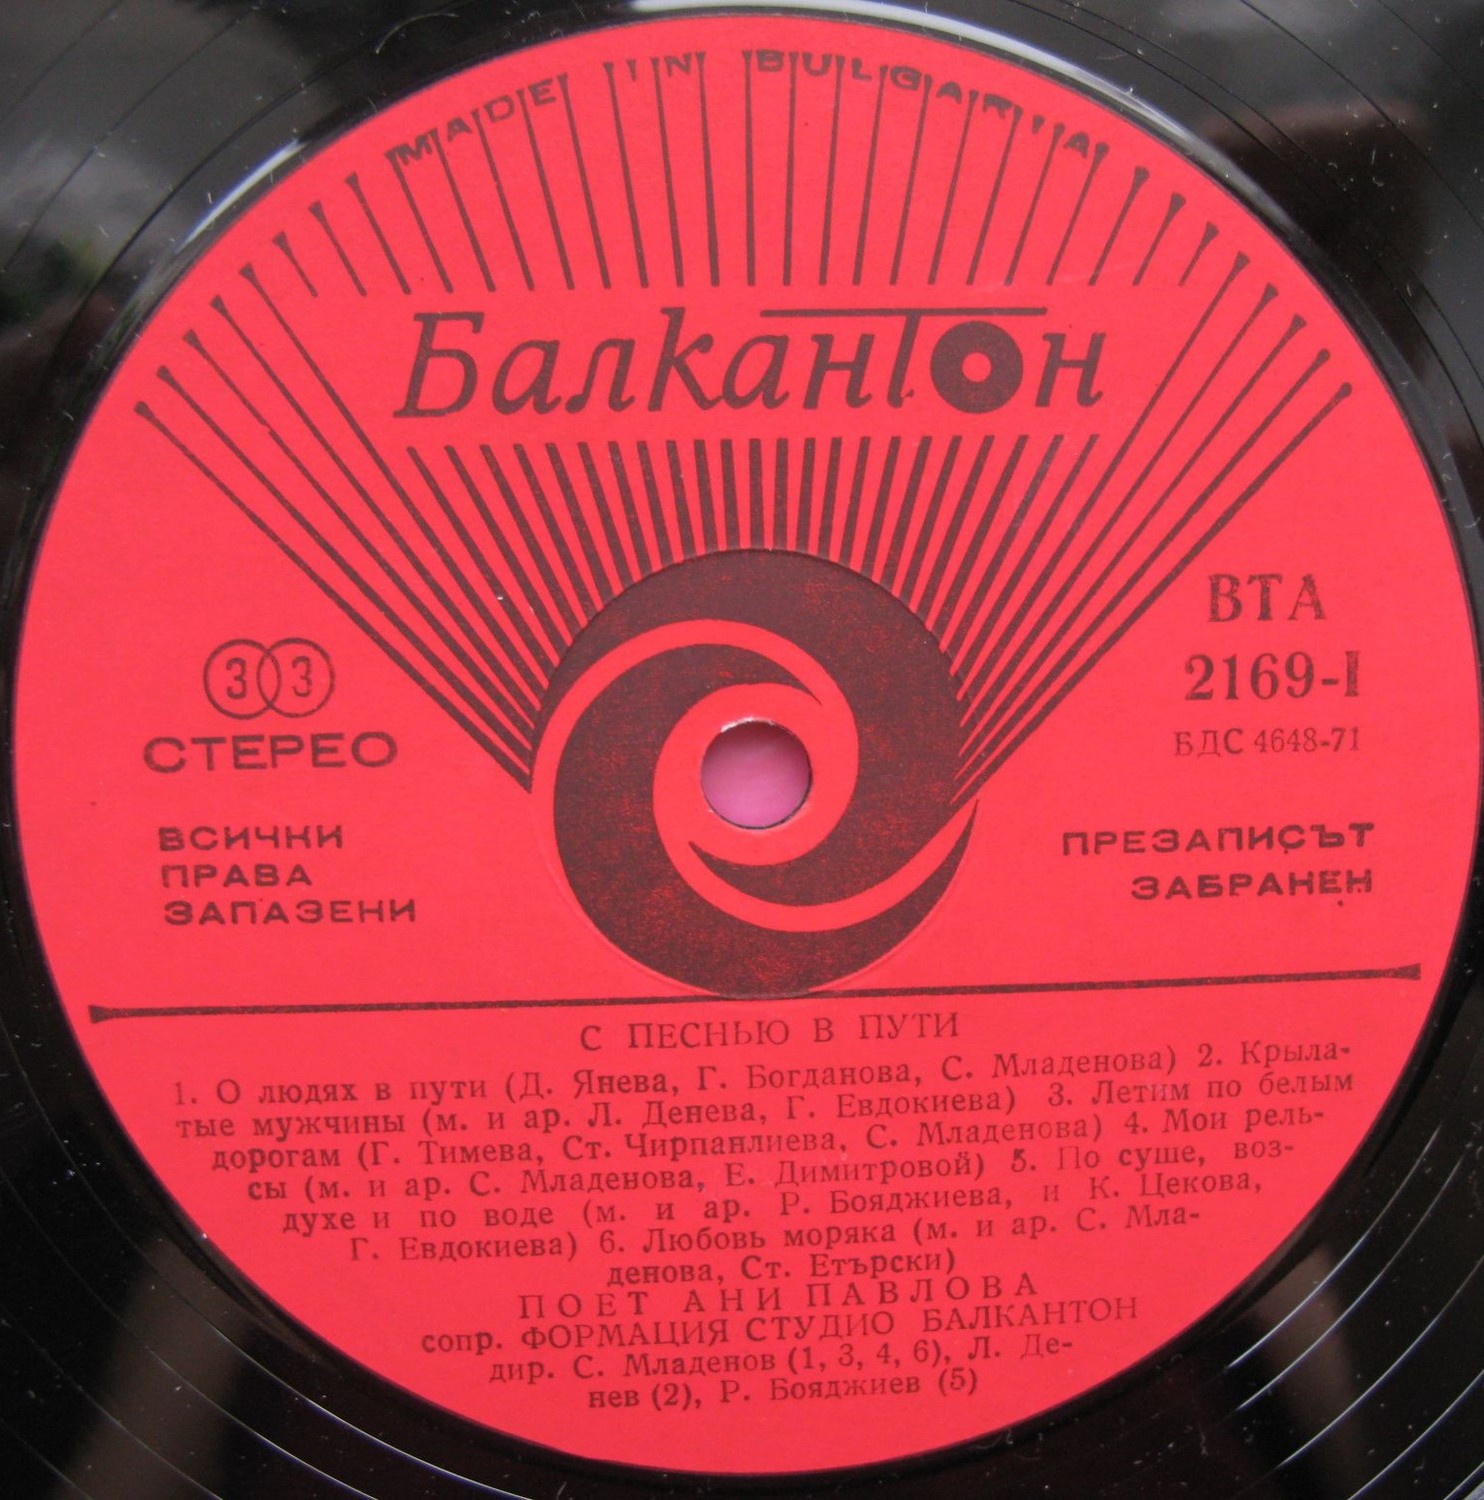 MADE IN BULGARIA
Балкантон
33
СТЕРЕО
ВСИЧКИ
ПРАВА
ЗАПАЗЕНИ
ВТА
2169-I
БДС 4648-71
ПРЕЗАПИСЪТ
ЗАБРАНЕН
С ПЕСНЬЮ В ПУТИ
1. О людях в пути (Д. Янева, Г. Богданова, С. Младенова) 2. Крыла-
тые мужчины (м. и ар. Л. Денева, Г. Евдокиева) 3. Летим по белым
дорогам (Г. Тимева, Ст. Чирпанлиева, С. Младенова) 4. Мои рель-
сы (м. и ар. С. Младенова, Е. Димитровой) 5. По суше, воз-
духе и по воде (м. и ар. Р. Бояджиева, и К. Цекова,
Г. Евдокиева) 6. Любовь моряка (м. и ар. С. Мла-
денова, Ст. Етърски)
ПОЕТ АНИ ПАВЛОВА
сопр. ФОРМАЦИЯ СТУДИО БАЛКАНТОН
дир. С. Младенов (1, 3, 4, 6), Л. Де-
нев (2), Р. Бояджиев (5)